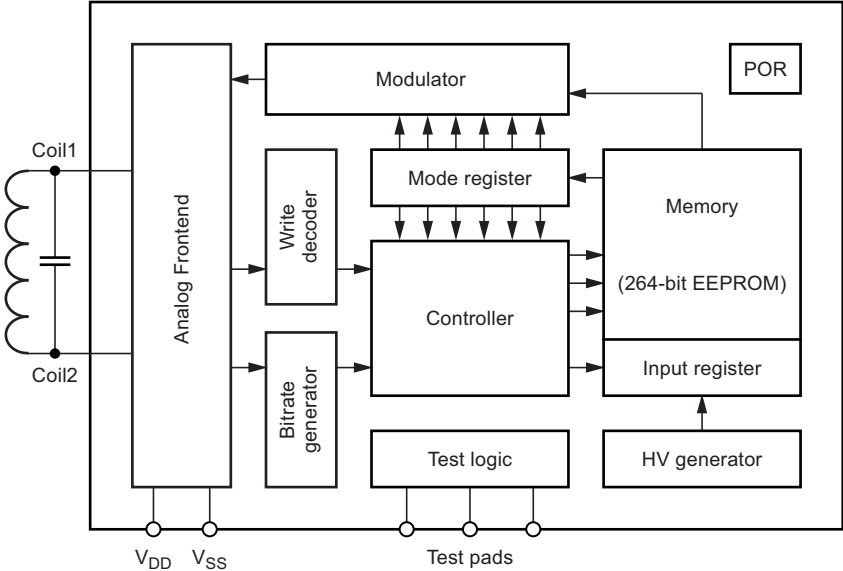 Modulator
POR
Coil1
Mode register
Memory
Write
decoder
Analog Frontend
(264-bit EEPROM)
Controller
Coil2
Bitrate
generator
Input register
Test logic
HV generator
VDD
VSS
Test pads